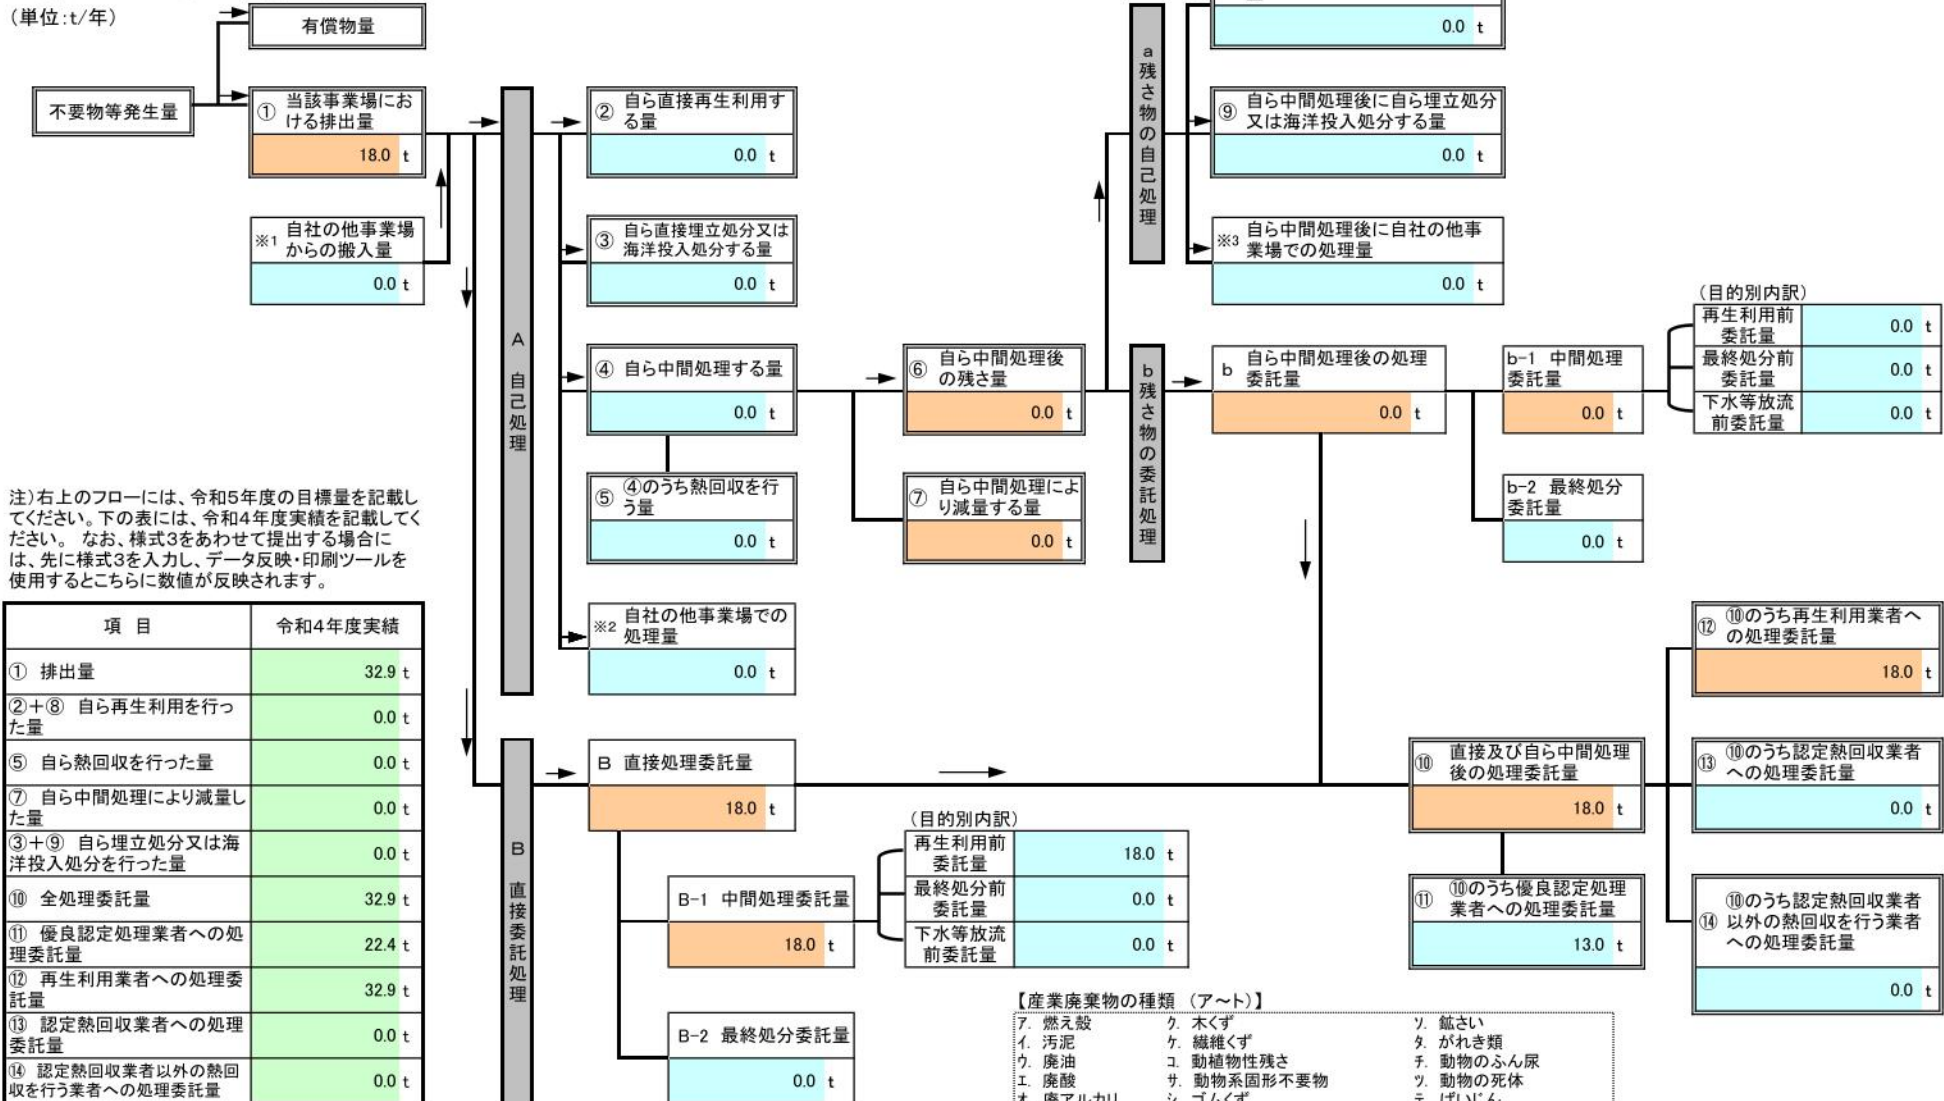 (単位:t/年)
有償物量
不要物等発生量
① 当該事業場にお
ける排出量
18.0 t
※1 自社の他事業場
からの搬入量
0.0 t
A 自己処理
② 自ら直接再生利用す
る量
0.0 t
③ 自ら直接埋立処分又は
海洋投入処分する量
0.0 t
④ 自ら中間処理する量
0.0 t
⑤ ④のうち熱回収を行
う量
0.0 t
※2 自社の他事業場での
処理量
0.0 t
⑥ 自ら中間処理後
の残さ量
0.0 t
⑦ 自ら中間処理によ
り減量する量
0.0 t
a 残さ物の自己処理
0.0 t
⑨ 自ら中間処理後に自ら埋立処分
又は海洋投入処分する量
0.0 t
※3 自ら中間処理後に自社の他事
業場での処理量
0.0 t
b 残さ物の委託処理
b 自ら中間処理後の処理
委託量
0.0 t
b-1 中間処理
委託量
0.0 t
(目的別内訳)
再生利用前
委託量 0.0 t
最終処分前
委託量 0.0 t
下水等放流
前委託量 0.0 t
b-2 最終処分
委託量
0.0 t
注)右上のフローには、令和5年度の目標量を記載し
てください。下の表には、令和4年度実績を記載してく
ださい。 なお、様式3をあわせて提出する場合に
は、先に様式3を入力し、データ反映・印刷ツールを
使用するとこちらに数値が反映されます。
項 目 令和4年度実績
① 排出量 32.9 t
②+⑧ 自ら再生利用を行っ
た量 0.0 t
⑤ 自ら熱回収を行った量 0.0 t
⑦ 自ら中間処理により減量し
た量 0.0 t
③+⑨ 自ら埋立処分又は海
洋投入処分を行った量 0.0 t
⑩ 全処理委託量 32.9 t
⑪ 優良認定処理業者への処
理委託量 22.4 t
⑫ 再生利用業者への処理委
託量 32.9 t
⑬ 認定熱回収業者への処理
委託量 0.0 t
⑭ 認定熱回収業者以外の熱回
収を行う業者への処理委託量 0.0 t
B 直接委託処理
B 直接処理委託量
18.0 t
B-1 中間処理委託量
18.0 t
(目的別内訳)
再生利用前
委託量 18.0 t
最終処分前
委託量 0.0 t
下水等放流
前委託量 0.0 t
B-2 最終処分委託量
0.0 t
⑩ 直接及び自ら中間処理
後の処理委託量
18.0 t
⑪ ⑩のうち優良認定処理
業者への処理委託量
13.0 t
⑫ ⑩のうち再生利用業者へ
の処理委託量
18.0 t
⑬ ⑩のうち認定熱回収業者
への処理委託量
0.0 t
⑭ ⑩のうち認定熱回収業者
以外の熱回収を行う業者
への処理委託量
0.0 t
【産業廃棄物の種類 (ア~ト)】
ア. 燃え殻 ク. 木くず ソ. 鉱さい
イ. 汚泥 ケ. 繊維くず タ. がれき類
ウ. 廃油 コ. 動植物性残さ チ. 動物のふん尿
エ. 廃酸 サ. 動物系固形不要物 ツ. 動物の死体
オ. 廃アルカリ シ. ゴムくず テ. ばいじん